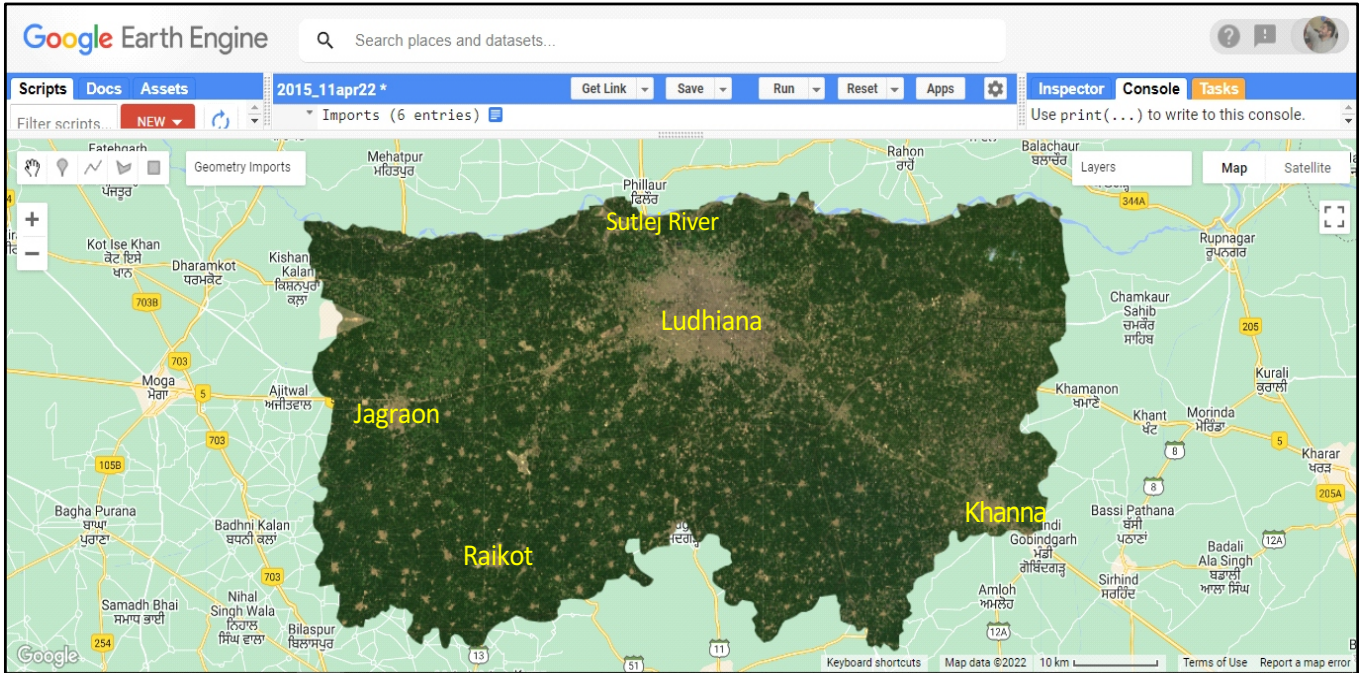 Google Earth Engine
Search places and datasets...
Scripts Docs Assets
2015_11apr22 *
Get Link Save Run Reset Apps
Inspector Console Tasks
Filter scripts...
NEW
Imports (6 entries)
Use print(...) to write to this console.
Geometry Imports
Layers
Map Satellite
Fatehgarh
ਪੰਜਤੂਰ
Mehatpur
ਮਹਿਤਪੁਰ
Phillaur
ਫਿਲੌਰ
Rahon
ਰਾਹੋਂ
Balachaur
ਬਲਾਚੌਰ
344A
Sutlej River
Rupnagar
ਰੂਪਨਗਰ
Kot Ise Khan
ਕੋਟ ਇਸੇ
ਖਾਨ
Dharamkot
ਧਰਮਕੋਟ
Kishan
Kalan
ਕਿਸ਼ਨਪੁਰਾ
ਕਲਾਂ
703B
Chamkaur
Sahib
ਚਮਕੌਰ
ਸਾਹਿਬ
205
Ludhiana
703
Moga
ਮੋਗਾ
5
Ajitwal
ਅਜੀਤਵਾਲ
Jagraon
Khamanon
ਖਮਾਣੋਂ
Kurali
ਕੁਰਾਲੀ
Khant
ਖੰਟ
Morinda
ਮੋਰਿੰਡਾ
703
105B
5
8
Kharar
ਖਰੜ
205A
8
Bagha Purana
ਬਾਘਾ
ਪੁਰਾਣਾ
Badhni Kalan
ਬਧਨੀ ਕਲਾਂ
Khanna
Gobindgarh
ਮੰਡੀ
ਗੋਬਿੰਦਗੜ੍ਹ
Bassi Pathana
ਬੱਸੀ
ਪਠਾਣਾਂ
12A
Badali
Ala Singh
ਬਡਾਲੀ
ਆਲਾ ਸਿੰਘ
Raikot
703
Sirhind
ਸਰਹਿੰਦ
Amloh
ਅਮਲੋਹ
Samadh Bhai
ਸਮਾਧ ਭਾਈ
Nihal
Singh Wala
ਨਿਹਾਲ
ਸਿੰਘ ਵਾਲਾ
Bilaspur
ਬਿਲਾਸਪੁਰ
254
12A
13
11
51
Google
Keyboard shortcuts Map data ©2022 10 km Terms of Use Report a map error